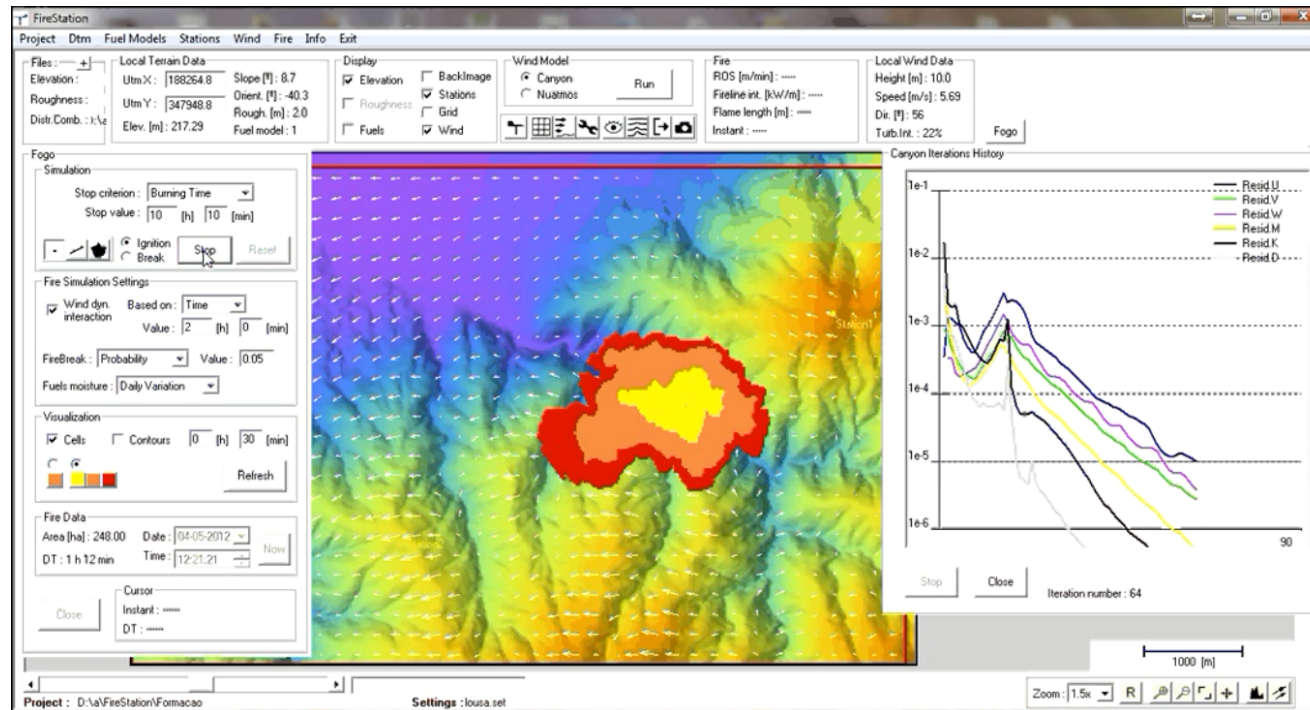 FireStation
Project Dtm Fuel Models Stations Wind Fire Info Exit
Files :
Elevation :
Roughness :
Distr.Comb. : ):\a
Local Terrain Data
Utm X : 188264.8
Utm Y : 347948.8
Elev. [m] : 217.29
Slope [º] : 8.7
Orient. [º] : -40.3
Rough. [m] : 2.0
Fuel model : 1
Display
Elevation BackImage
Stations
Roughness Grid
Fuels Wind
Wind Model
Canyon
Nuatmos
Run
Fire
ROS [m/min] : -----
Fireline int. [kW/m] : -----
Flame length [m] : -----
Instant : -----
Local Wind Data
Height [m] : 10.0
Speed [m/s] : 5.69
Dir. [º] : 56
Turb.Int. : 22%
Fogo
Fogo
Simulation
Stop criterion : Burning Time
Stop value : 10 [h] 10 [min]
Ignition
Break
Stop
Reset
Fire Simulation Settings
Wind dyn. interaction
Based on : Time
Value : 2 [h] 0 [min]
FireBreak : Probability Value : 0.05
Fuels moisture : Daily Variation
Visualization
Cells Contours 0 [h] 30 [min]
Refresh
Fire Data
Area [ha] : 248.00 Date : 04-05-2012
DT : 1 h 12 min Time : 12:21:21
Now
Close
Cursor
Instant : -----
DT : -----
Station1
Canyon Iterations History
1e-1
1e-2
1e-3
1e-4
1e-5
1e-6
90
Resid.U
Resid.V
Resid.W
Resid.M
Resid.K
Resid.D
Stop
Close
Iteration number : 64
1000 [m]
Zoom : 1.5x
R
Project : D:\a\FireStation\Formacao
Settings : lousa.set